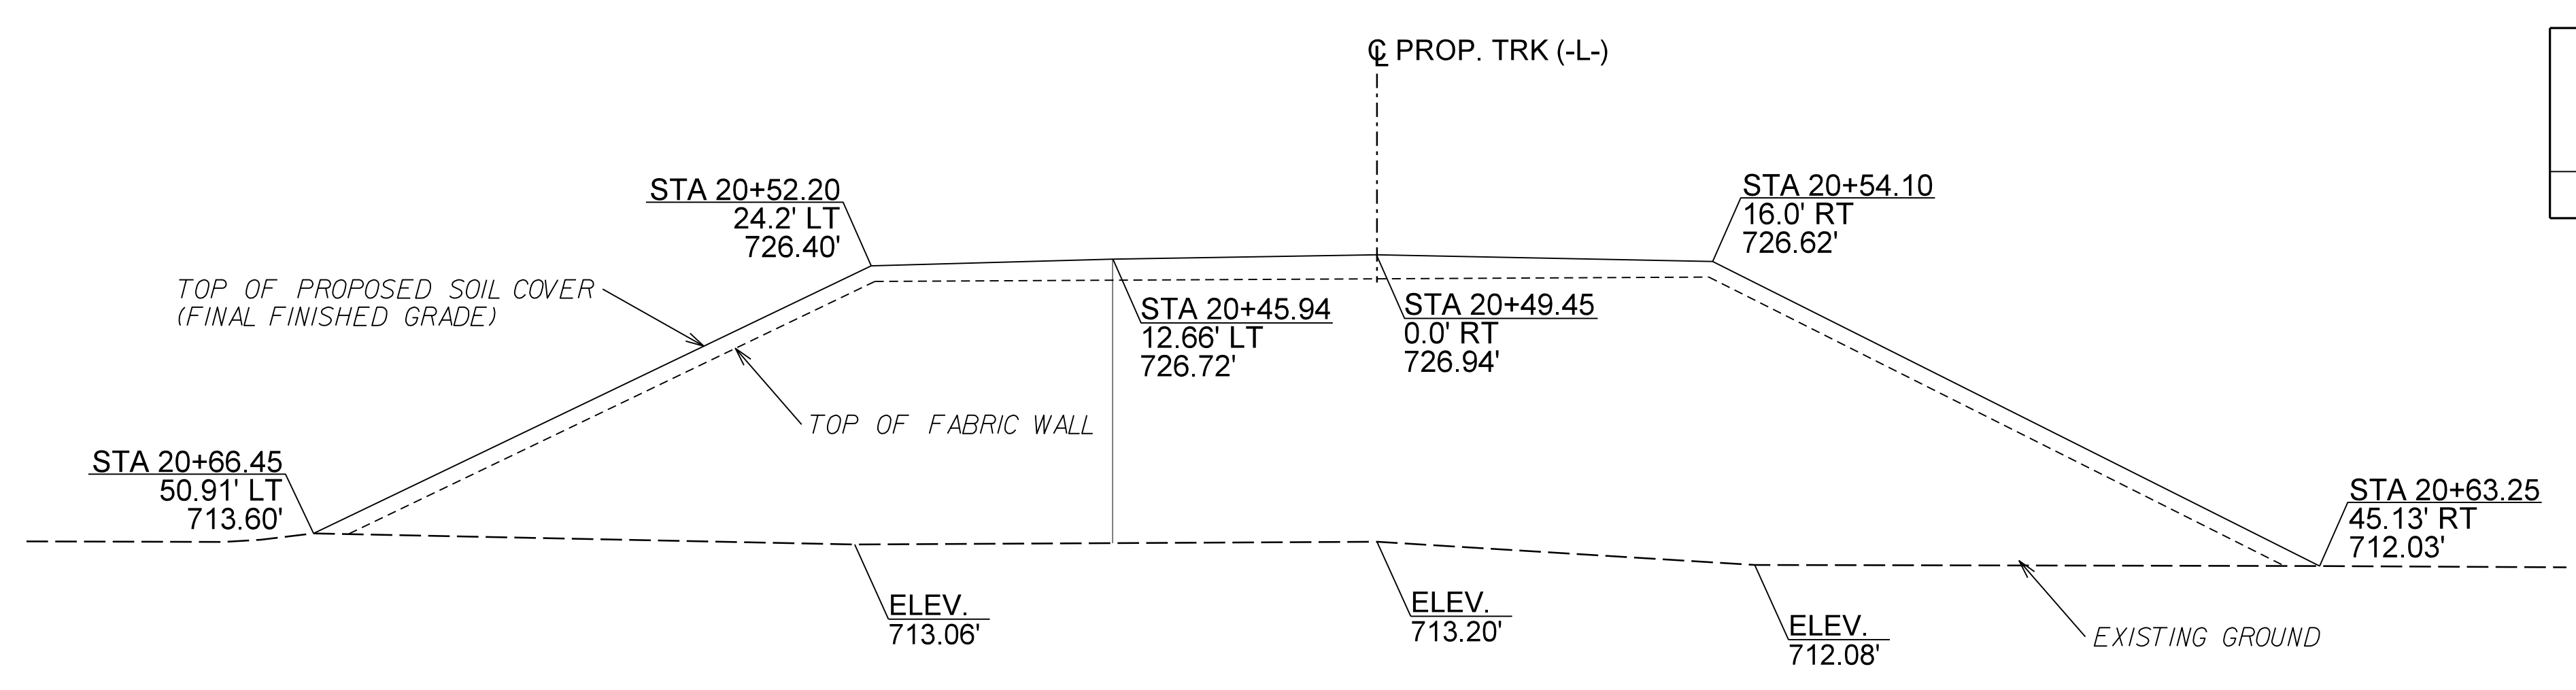 ℄ PROP. TRK (-L-)
STA 20+52.20
24.2' LT
726.40'
STA 20+54.10
16.0' RT
726.62'
TOP OF PROPOSED SOIL COVER
(FINAL FINISHED GRADE)
STA 20+45.94
12.66' LT
726.72'
STA 20+49.45
0.0' RT
726.94'
TOP OF FABRIC WALL
STA 20+66.45
50.91' LT
713.60'
STA 20+63.25
45.13' RT
712.03'
ELEV.
713.06'
ELEV.
713.20'
ELEV.
712.08'
EXISTING GROUND